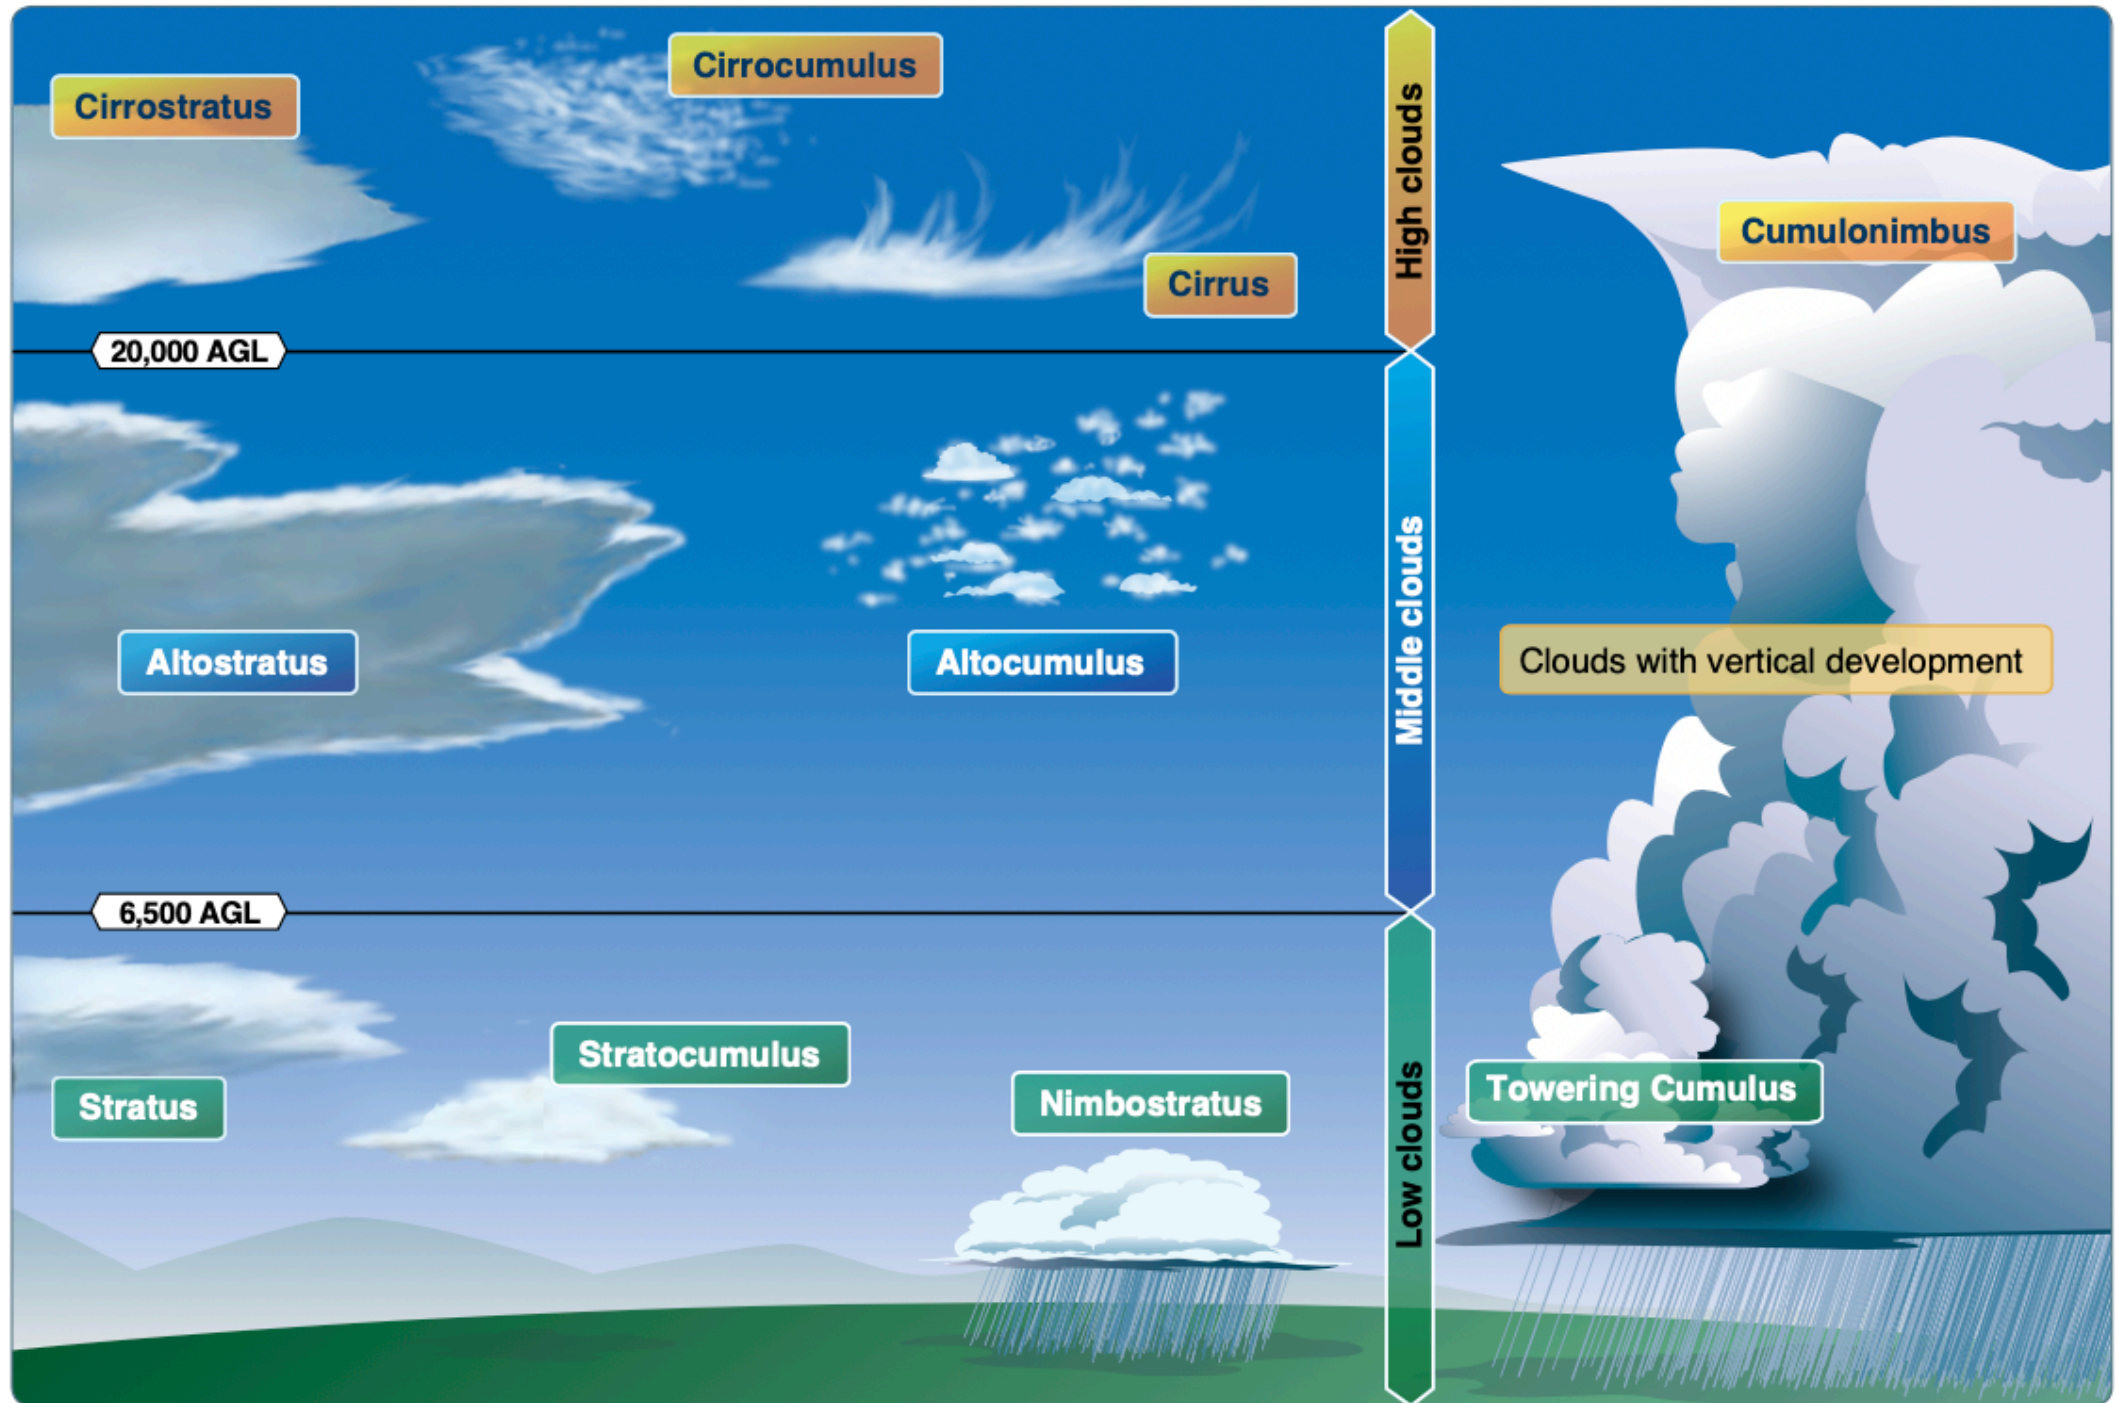 Cirrocumulus
Cirrostratus
High clouds
Cumulonimbus
Cirrus
20,000 AGL
Altostratus
Altocumulus
Middle clouds
Clouds with vertical development
6,500 AGL
Stratocumulus
Stratus
Nimbostratus
Low clouds
Towering Cumulus